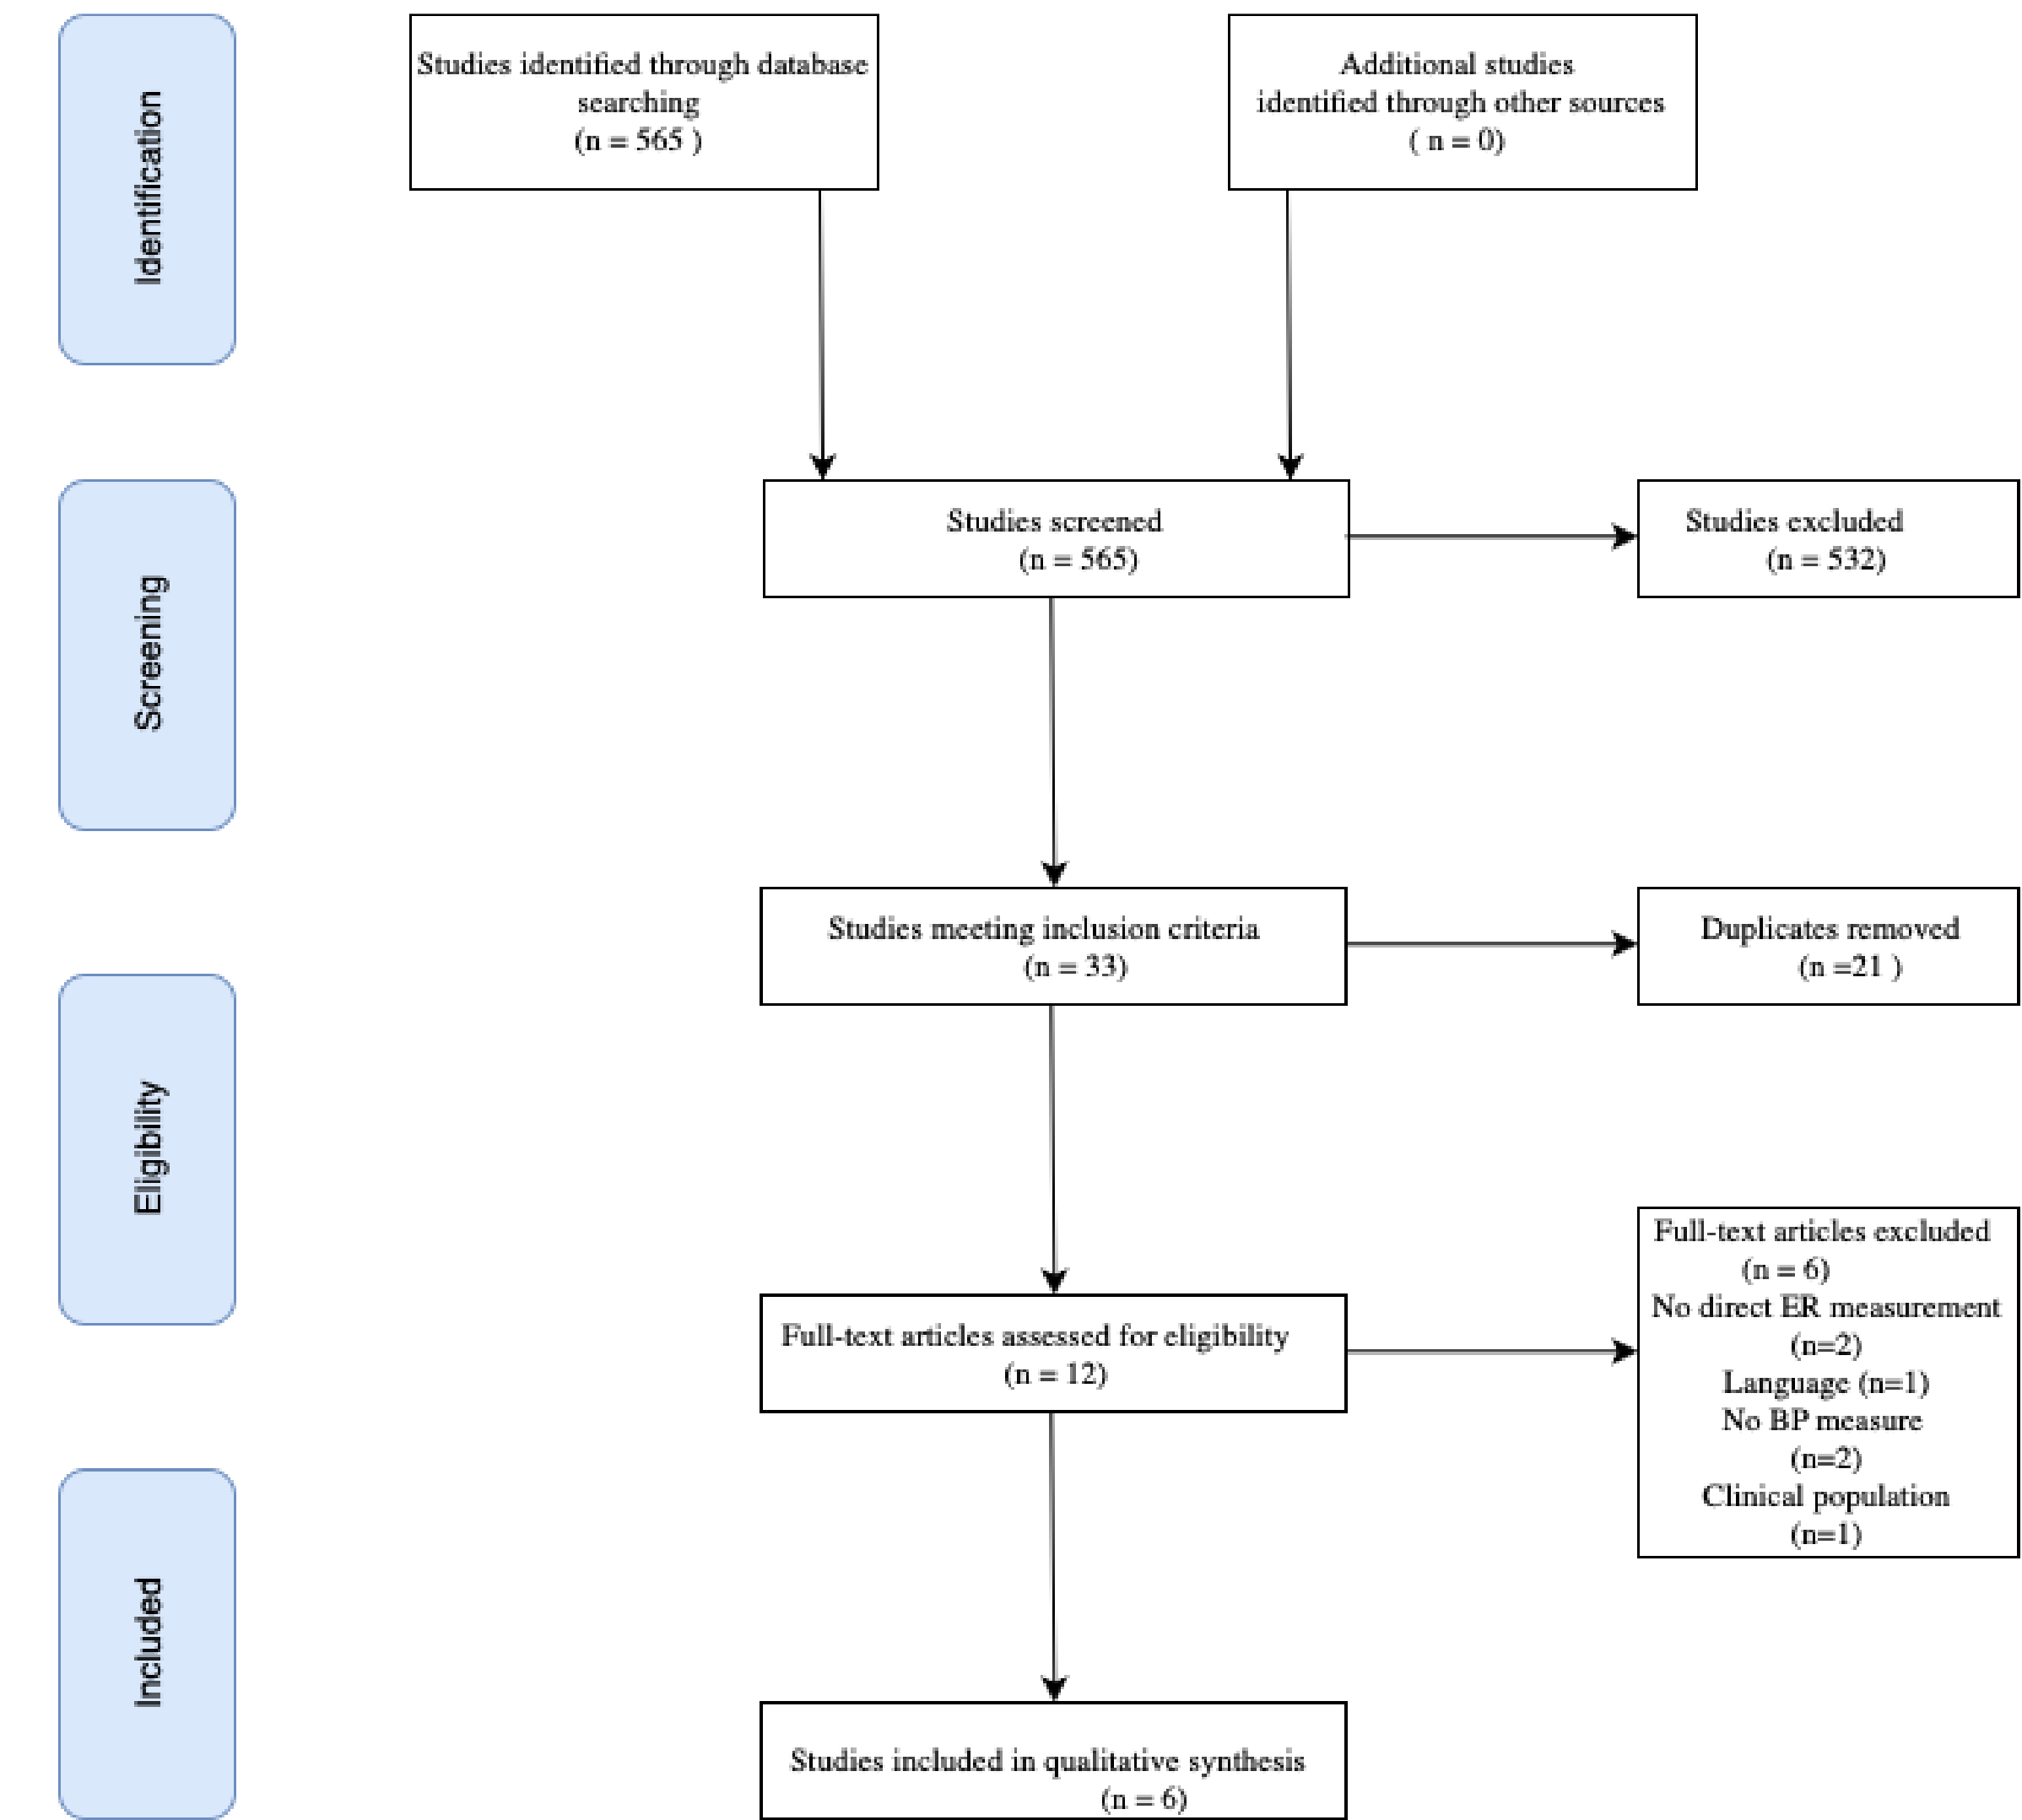 Identification
Studies identified through database
searching
(n = 565 )
Additional studies
identified through other sources
( n = 0)
Screening
Studies screened
(n = 565)
Studies excluded
(n = 532)
Studies meeting inclusion criteria
(n = 33)
Duplicates removed
(n =21 )
Eligibility
Full-text articles assessed for eligibility
(n = 12)
Full-text articles excluded
(n = 6)
No direct ER measurement
(n=2)
Language (n=1)
No BP measure
(n=2)
Clinical population
(n=1)
Included
Studies included in qualitative synthesis
(n = 6)